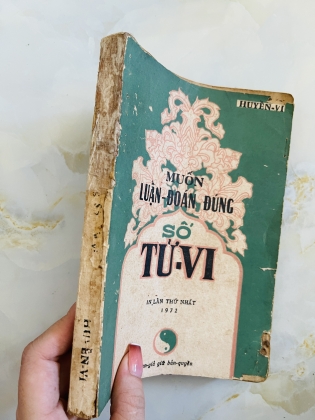 HUYỀN-VI
MUỐN
LUẬN-ĐOÁN ĐÚNG
SỐ
TỬ-VI
IN LẦN THỨ NHẤT
1972
giả giữ bản-quyền
HUYỀN-VI